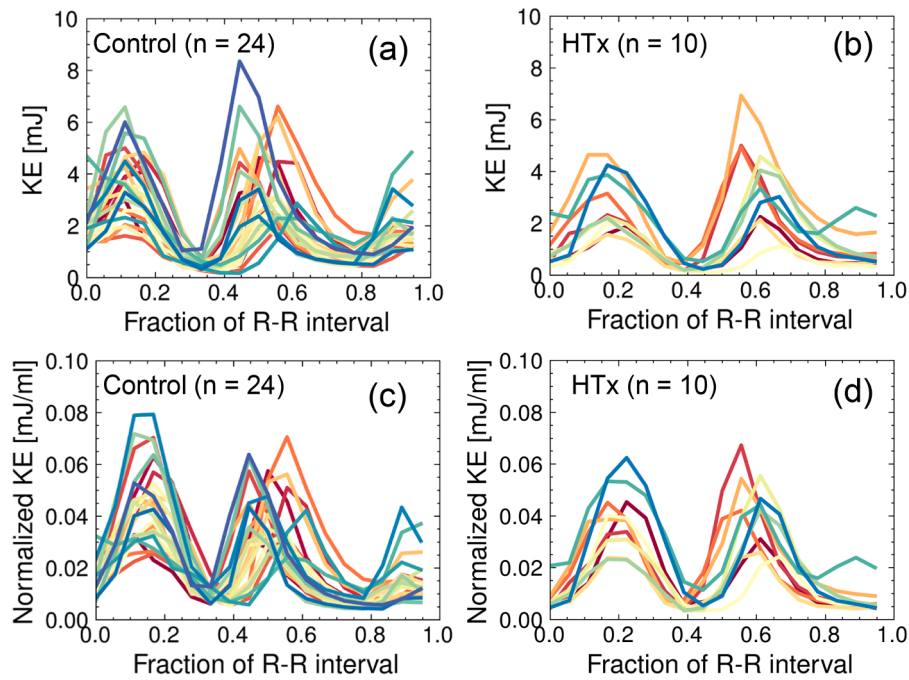 Control (n = 24)
(a)
KE [mJ]
10
8
6
4
2
0
0.0 0.2 0.4 0.6 0.8 1.0
Fraction of R-R interval
HTx (n = 10)
(b)
KE [mJ]
10
8
6
4
2
0
0.0 0.2 0.4 0.6 0.8 1.0
Fraction of R-R interval
Control (n = 24)
(c)
Normalized KE [mJ/ml]
0.10
0.08
0.06
0.04
0.02
0.00
0.0 0.2 0.4 0.6 0.8 1.0
Fraction of R-R interval
HTx (n = 10)
(d)
Normalized KE [mJ/ml]
0.10
0.08
0.06
0.04
0.02
0.00
0.0 0.2 0.4 0.6 0.8 1.0
Fraction of R-R interval